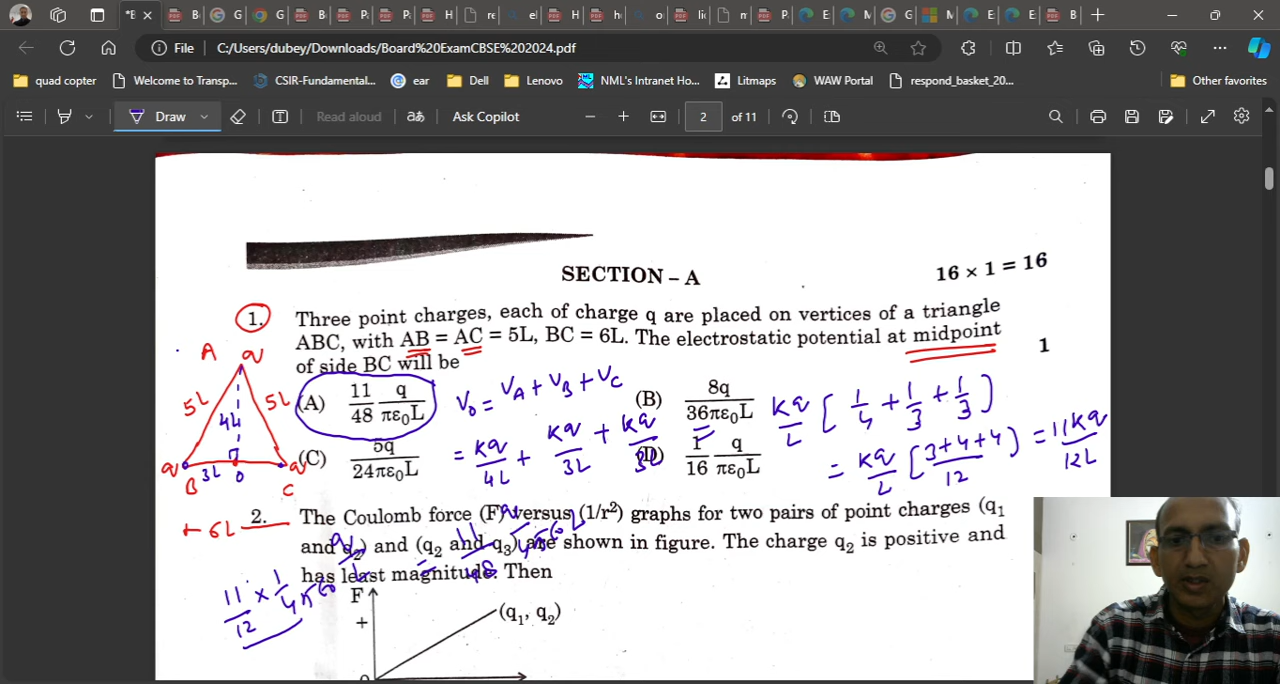 File C:/Users/dubey/Downloads/Board%20ExamCBSE%202024.pdf
quad copter Welcome to Transp... CSIR-Fundamental... ear Dell Lenovo NML's Intranet Ho... Litmaps WAW Portal respond_basket_20... Other favorites
Draw Read aloud Ask Copilot 2 of 11
SECTION – A
16 × 1 = 16
1. Three point charges, each of charge q are placed on vertices of a triangle
ABC, with AB = AC = 5L, BC = 6L. The electrostatic potential at midpoint
of side BC will be 1
(A) 11/48 q/πε₀L
(B) 8q/36πε₀L
(C) 5q/24πε₀L
(D) 1/16 q/πε₀L
A
q
5L 5L
4L
q 3L q
B O C
6L
V₀ = VA + VB + VC
= kq/4L + kq/3L + kq/3L
kq/L [1/4 + 1/3 + 1/3]
= kq/L [3+4+4/12] = 11kq/12L
11/12 × 1/4πε₀ q/L
= 11/48 q/πε₀L
2. The Coulomb force (F) versus (1/r²) graphs for two pairs of point charges (q₁
and q₂) and (q₂ and q₃) are shown in figure. The charge q₂ is positive and
has least magnitude. Then
F
+
(q₁, q₂)